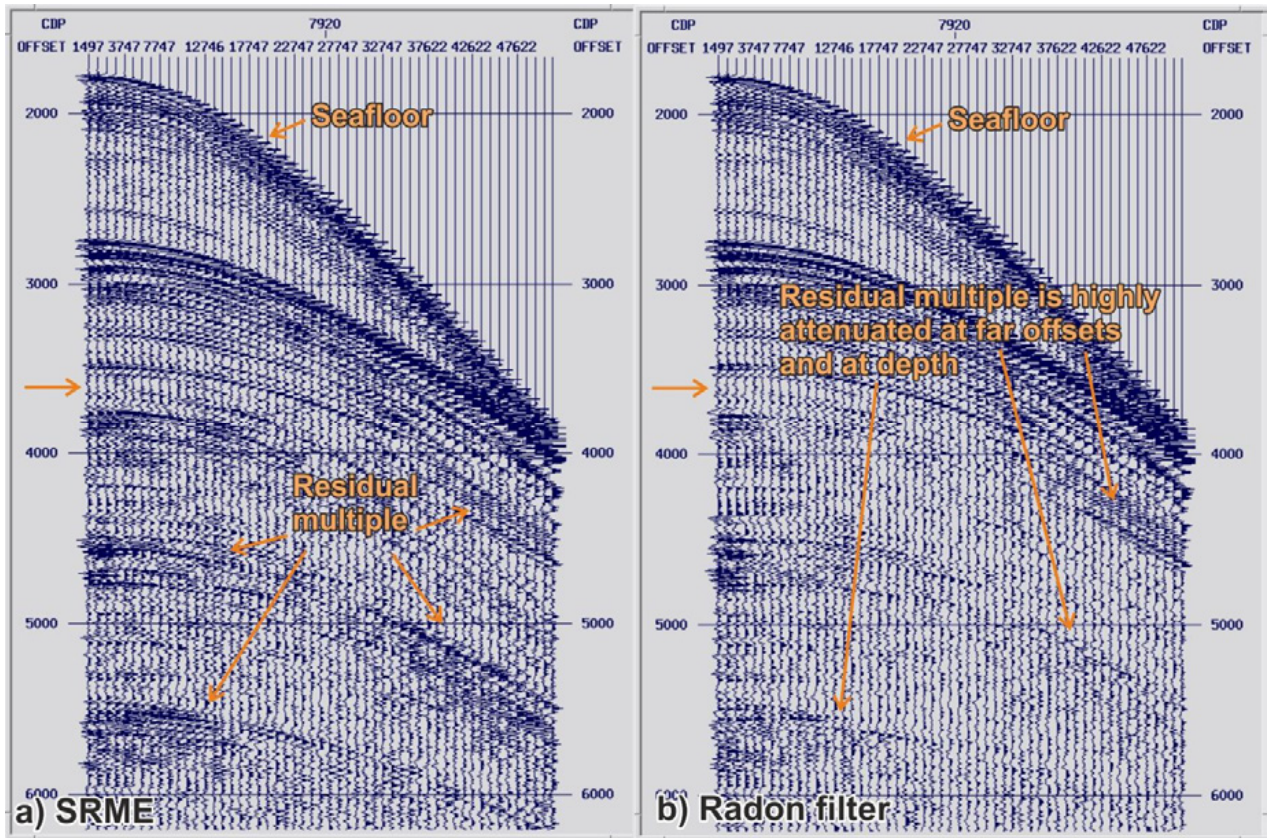 CDP 7920 CDP
OFFSET 1497 3747 7747 12746 17747 22747 27747 32747 37622 42622 47622 OFFSET
Seafloor
2000 2000
3000 3000
4000 4000
Residual
multiple
5000 5000
6000 6000
a) SRME
CDP 7920 CDP
OFFSET 1497 3747 7747 12746 17747 22747 27747 32747 37622 42622 47622 OFFSET
Seafloor
2000 2000
3000 3000
Residual multiple is highly
attenuated at far offsets
and at depth
4000 4000
5000 5000
6000 6000
b) Radon filter